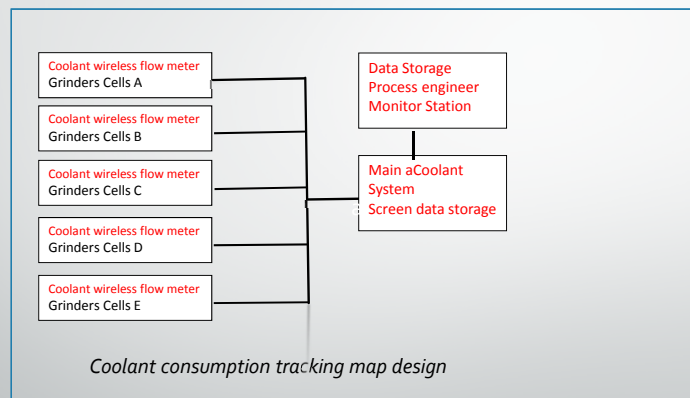 Coolant wireless flow meter
Grinders Cells A
Coolant wireless flow meter
Grinders Cells B
Coolant wireless flow meter
Grinders Cells C
Coolant wireless flow meter
Grinders Cells D
Coolant wireless flow meter
Grinders Cells E
Data Storage
Process engineer
Monitor Station
Main aCoolant
System
Screen data storage
Coolant consumption tracking map design